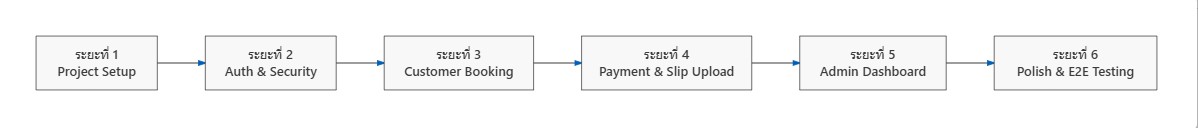 ระยะที่ 1
Project Setup
ระยะที่ 2
Auth & Security
ระยะที่ 3
Customer Booking
ระยะที่ 4
Payment & Slip Upload
ระยะที่ 5
Admin Dashboard
ระยะที่ 6
Polish & E2E Testing